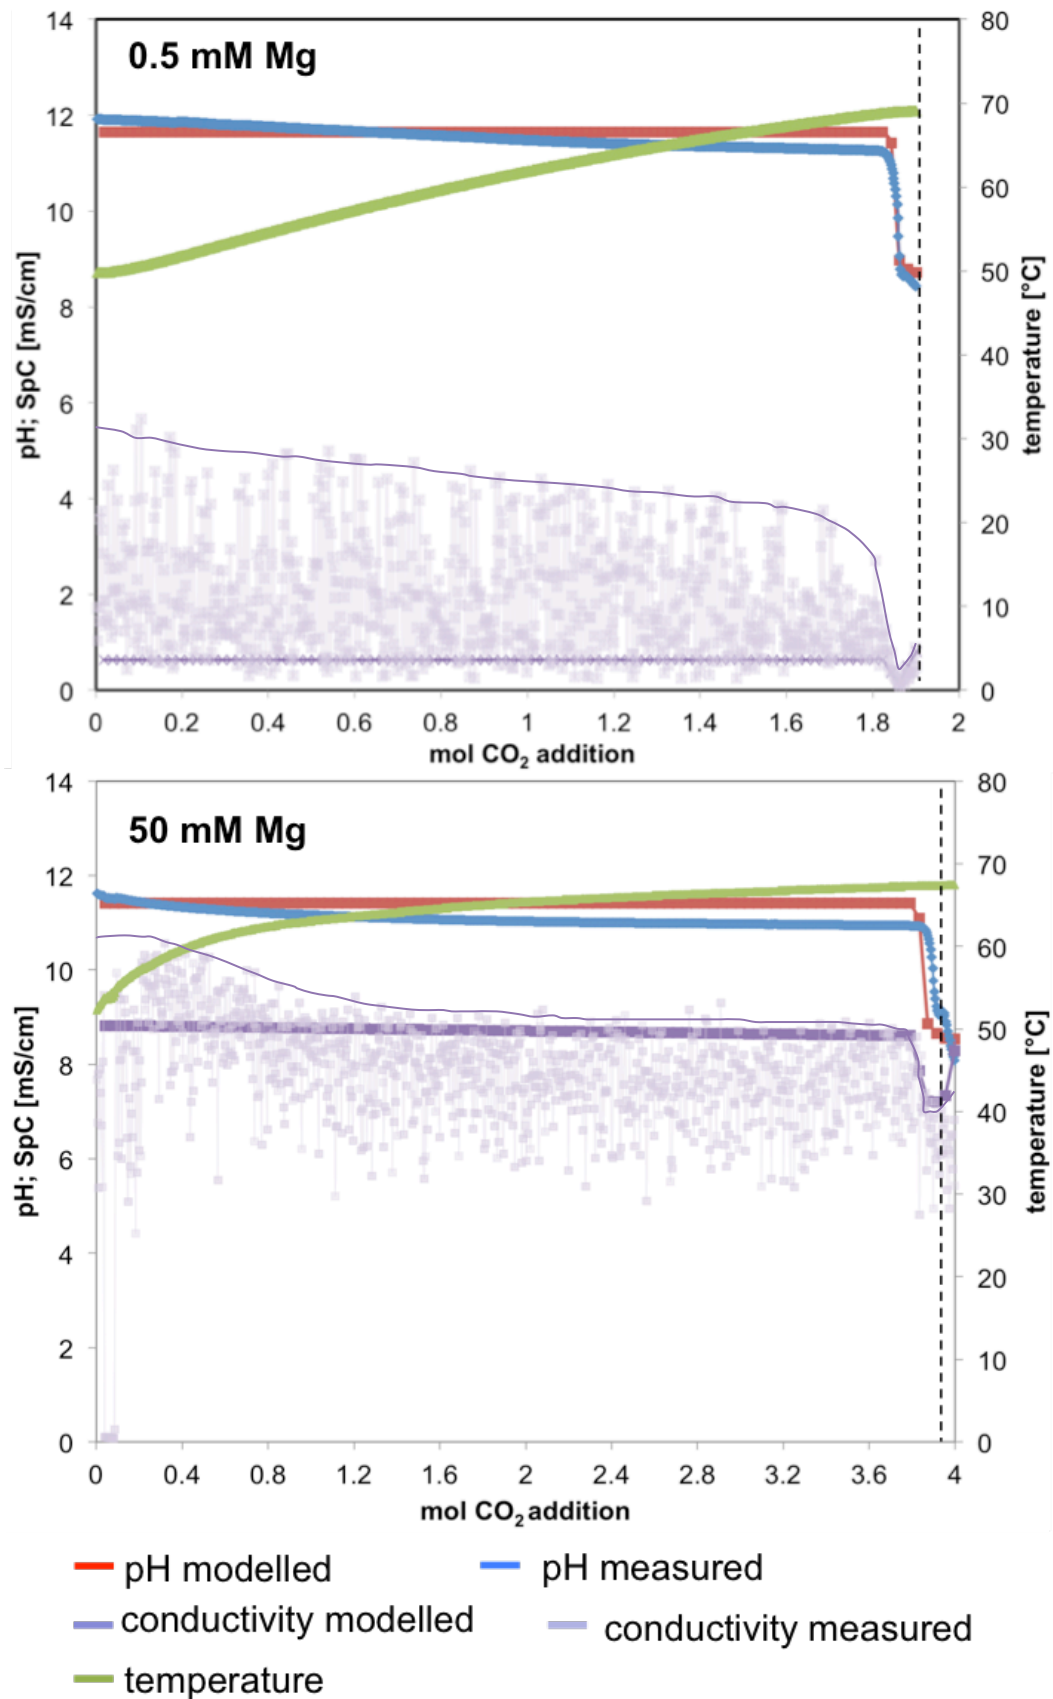 0.5 mM Mg
14
12
10
8
6
4
2
0
pH; SpC [mS/cm]
80
70
60
50
40
30
20
10
0
temperature [°C]
0 0.2 0.4 0.6 0.8 1 1.2 1.4 1.6 1.8 2
mol CO₂ addition
50 mM Mg
14
12
10
8
6
4
2
0
pH; SpC [mS/cm]
80
70
60
50
40
30
20
10
0
temperature [°C]
0 0.4 0.8 1.2 1.6 2 2.4 2.8 3.2 3.6 4
mol CO₂ addition
pH modelled pH measured
conductivity modelled conductivity measured
temperature